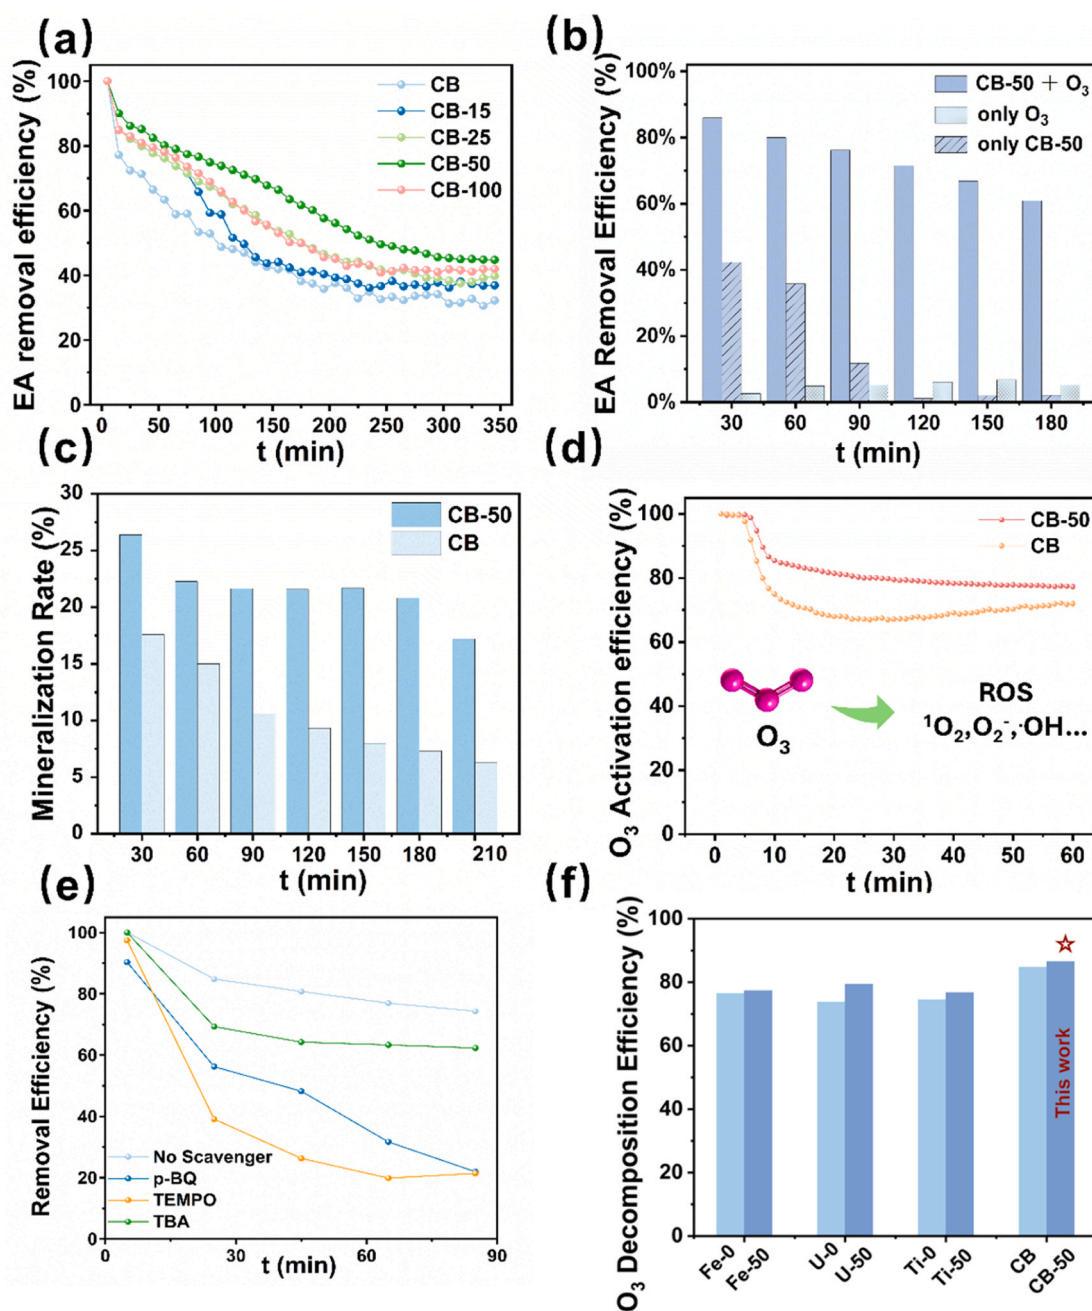 (a)
EA removal efficiency (%)
100
80
60
40
20
0
CB
CB-15
CB-25
CB-50
CB-100
0 50 100 150 200 250 300 350
t (min)
(b)
EA Removal Efficiency (%)
100%
80%
60%
40%
20%
0%
CB-50 + O₃
only O₃
only CB-50
30 60 90 120 150 180
t (min)
(c)
Mineralization Rate (%)
30
25
20
15
10
5
0
CB-50
CB
30 60 90 120 150 180 210
t (min)
(d)
O₃ Activation efficiency (%)
100
80
60
40
20
0
CB-50
CB
O₃
ROS
¹O₂,O₂⁻,·OH...
0 10 20 30 40 50 60
t (min)
(e)
Removal Efficiency (%)
100
80
60
40
20
0
No Scavenger
p-BQ
TEMPO
TBA
0 30 60 90
t (min)
(f)
O₃ Decomposition Efficiency (%)
100
80
60
40
20
0
This work
Fe-0
Fe-50
U-0
U-50
Ti-0
Ti-50
CB
CB-50